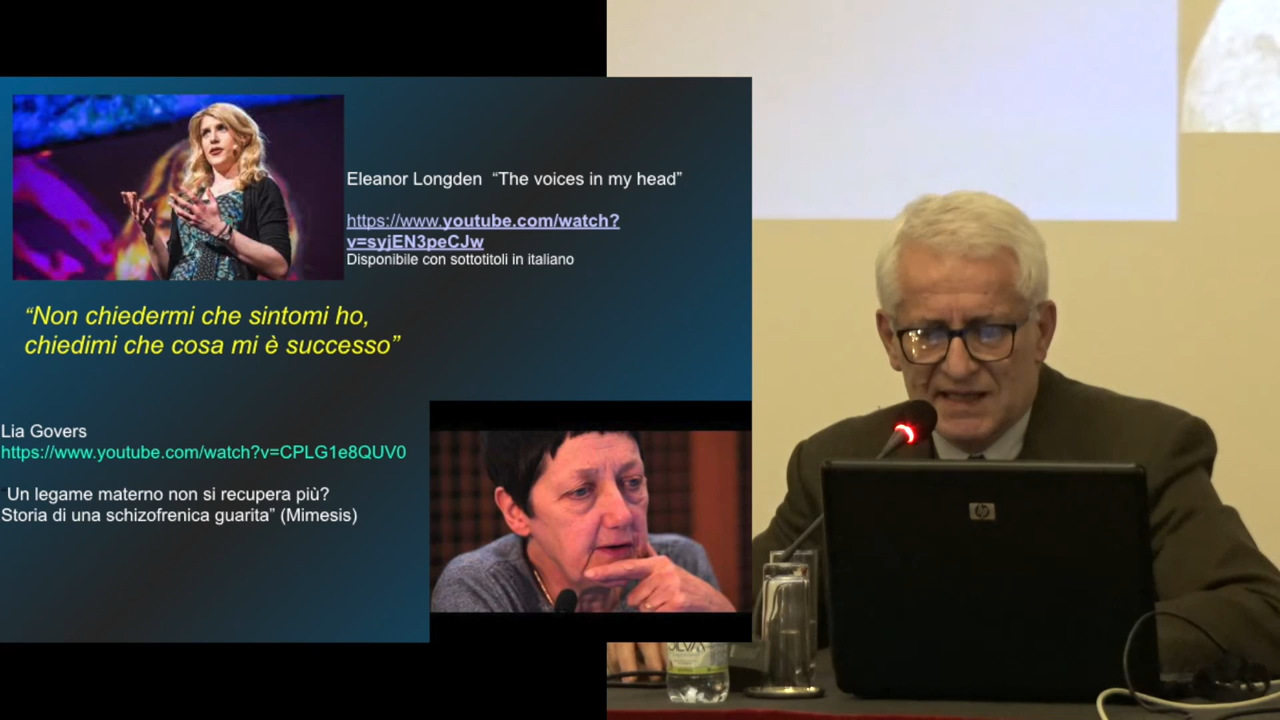 Eleanor Longden “The voices in my head”
https://www.youtube.com/watch?
v=syjEN3peCJw
Disponibile con sottotitoli in italiano
“Non chiedermi che sintomi ho,
chiedimi che cosa mi è successo”
Lia Govers
https://www.youtube.com/watch?v=CPLG1e8QUV0
“Un legame materno non si recupera più?
Storia di una schizofrenica guarita” (Mimesis)
hp